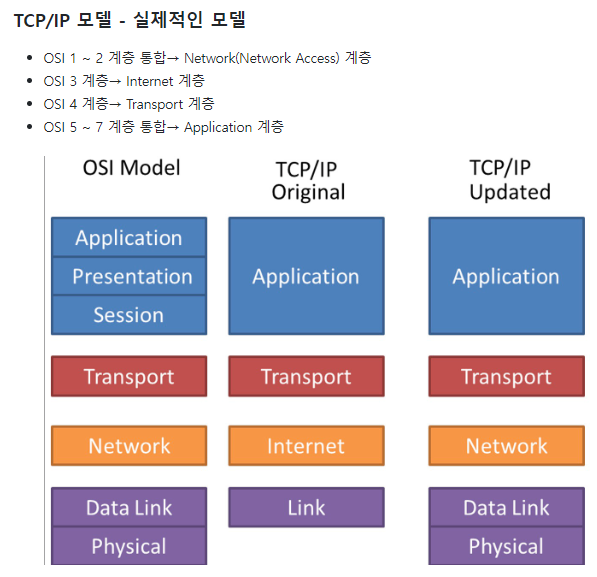 TCP/IP 모델 - 실제적인 모델
OSI 1 ~ 2 계층 통합→ Network(Network Access) 계층
OSI 3 계층→ Internet 계층
OSI 4 계층→ Transport 계층
OSI 5 ~ 7 계층 통합→ Application 계층
OSI Model
TCP/IP
Original
TCP/IP
Updated
Application
Presentation
Session
Application
Application
Transport
Transport
Transport
Network
Internet
Network
Data Link
Link
Data Link
Physical
Physical